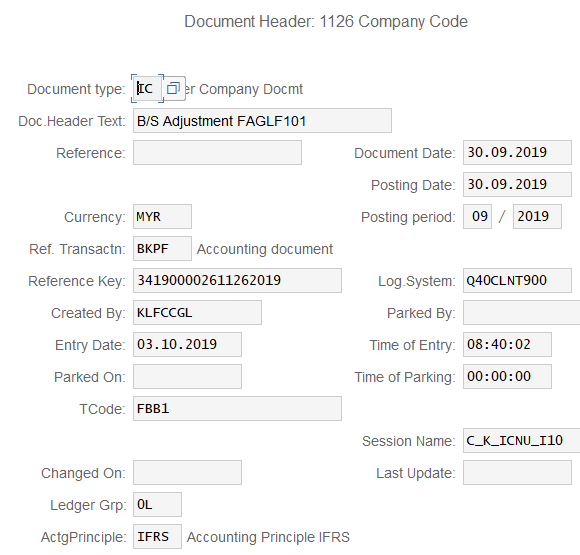 Document Header: 1126 Company Code
Document type: IC er Company Docmt
Doc.Header Text: B/S Adjustment FAGLF101
Reference: Document Date: 30.09.2019
Posting Date: 30.09.2019
Currency: MYR Posting period: 09 / 2019
Ref. Transactn: BKPF Accounting document
Reference Key: 341900002611262019 Log.System: Q40CLNT900
Created By: KLFCCGL Parked By:
Entry Date: 03.10.2019 Time of Entry: 08:40:02
Parked On: Time of Parking: 00:00:00
TCode: FBB1
Session Name: C_K_ICNU_I10
Changed On: Last Update:
Ledger Grp: 0L
ActgPrinciple: IFRS Accounting Principle IFRS